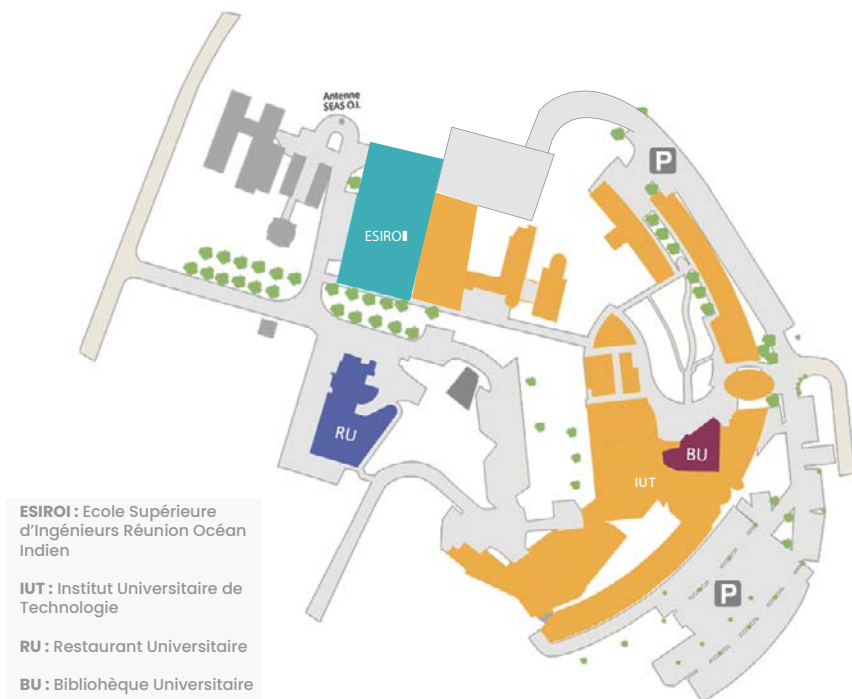 Antenne
SEAS O.I.
P
ESIROI
RU
BU
IUT
P
ESIROI : Ecole Supérieure
d'Ingénieurs Réunion Océan
Indien
IUT : Institut Universitaire de
Technologie
RU : Restaurant Universitaire
BU : Bibliohèque Universitaire